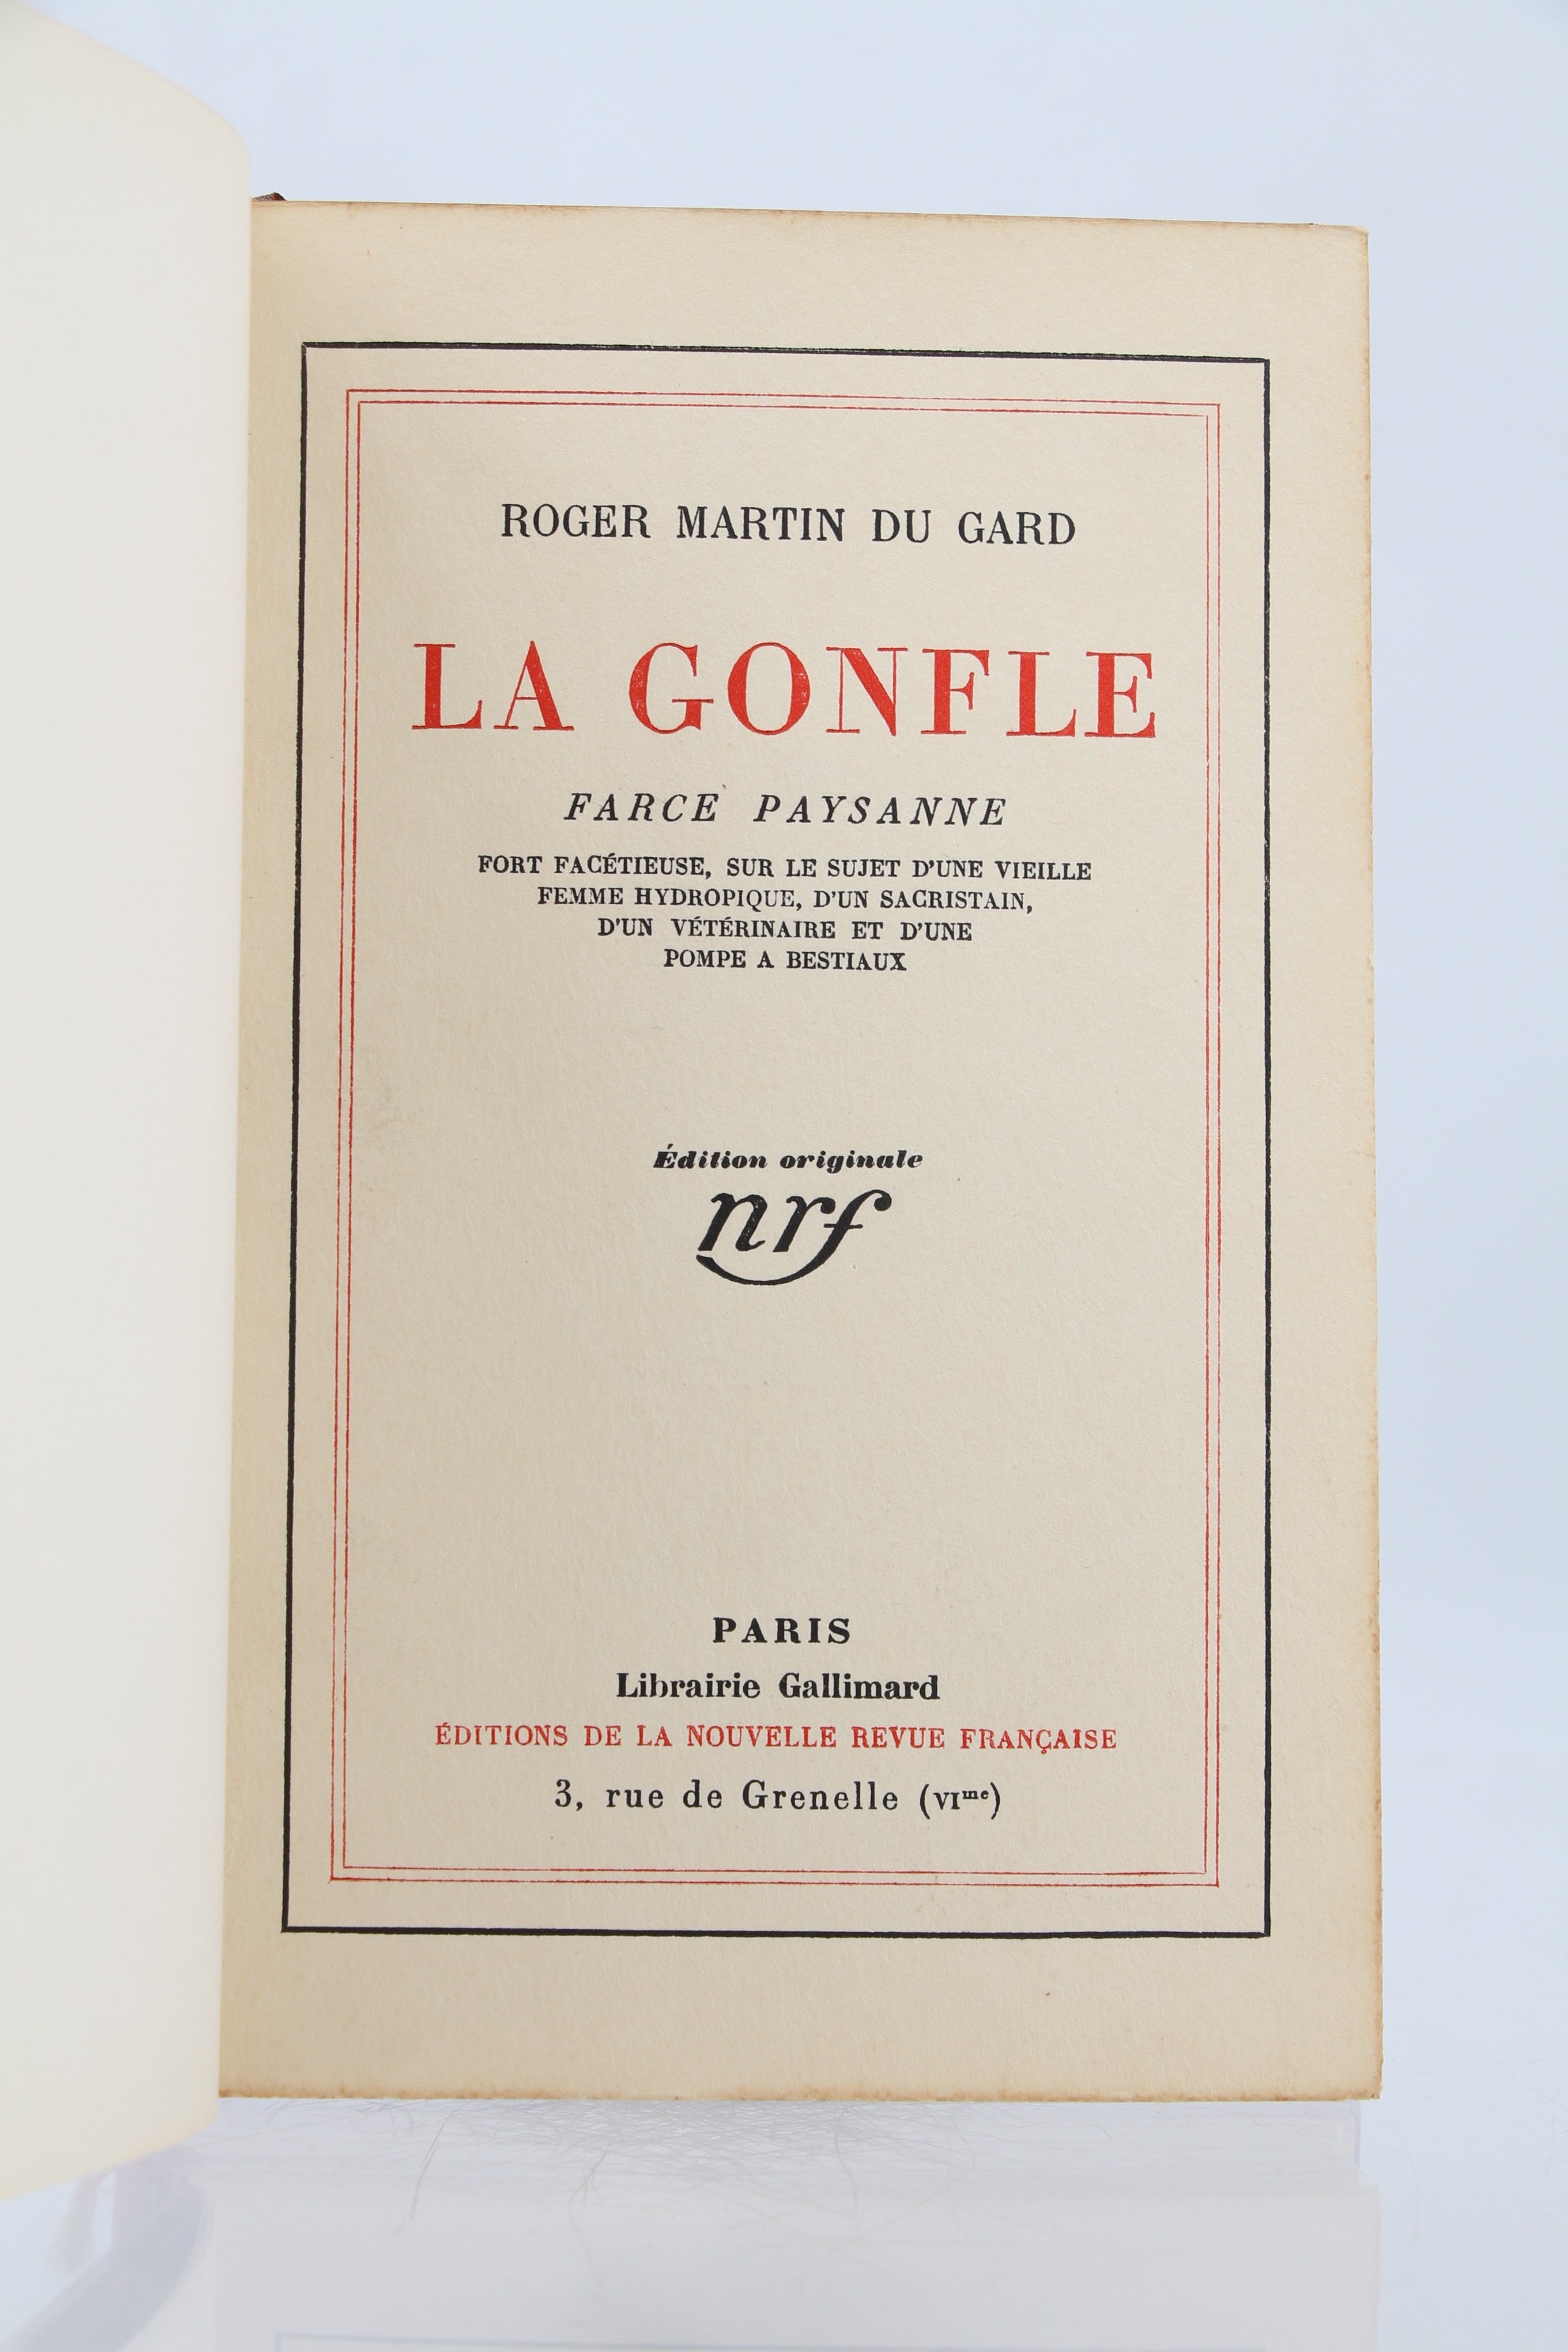 ROGER MARTIN DU GARD
LA GONFLE
FARCE PAYSANNE
FORT FACÉTIEUSE, SUR LE SUJET D'UNE VIEILLE
FEMME HYDROPIQUE, D'UN SACRISTAIN,
D'UN VÉTÉRINAIRE ET D'UNE
POMPE A BESTIAUX
Édition originale
nrf
PARIS
Librairie Gallimard
ÉDITIONS DE LA NOUVELLE REVUE FRANÇAISE
3, rue de Grenelle (VIme)